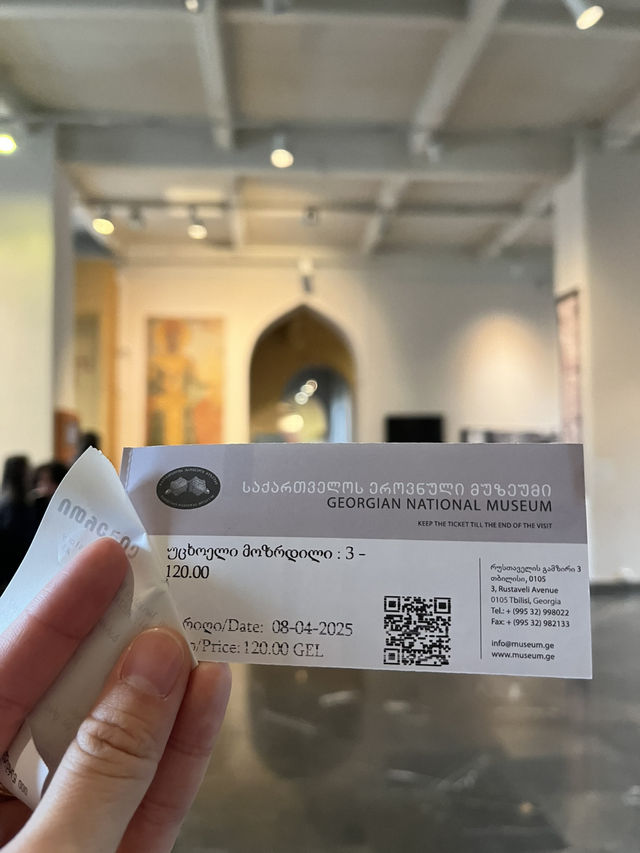 საქართველოს ეროვნული მუზეუმი
GEORGIAN NATIONAL MUSEUM
KEEP THE TICKET TILL THE END OF THE VISIT
უცხოელი მოზრდილი : 3 -
120.00
რიღი/Date: 08-04-2025
/Price: 120.00 GEL
რუსთაველის გამზირი 3
თბილისი, 0105
3, Rustaveli Avenue
0105 Tbilisi, Georgia
Tel.: + (995 32) 998022
Fax: + (995 32) 982133
info@museum.ge
www.museum.ge